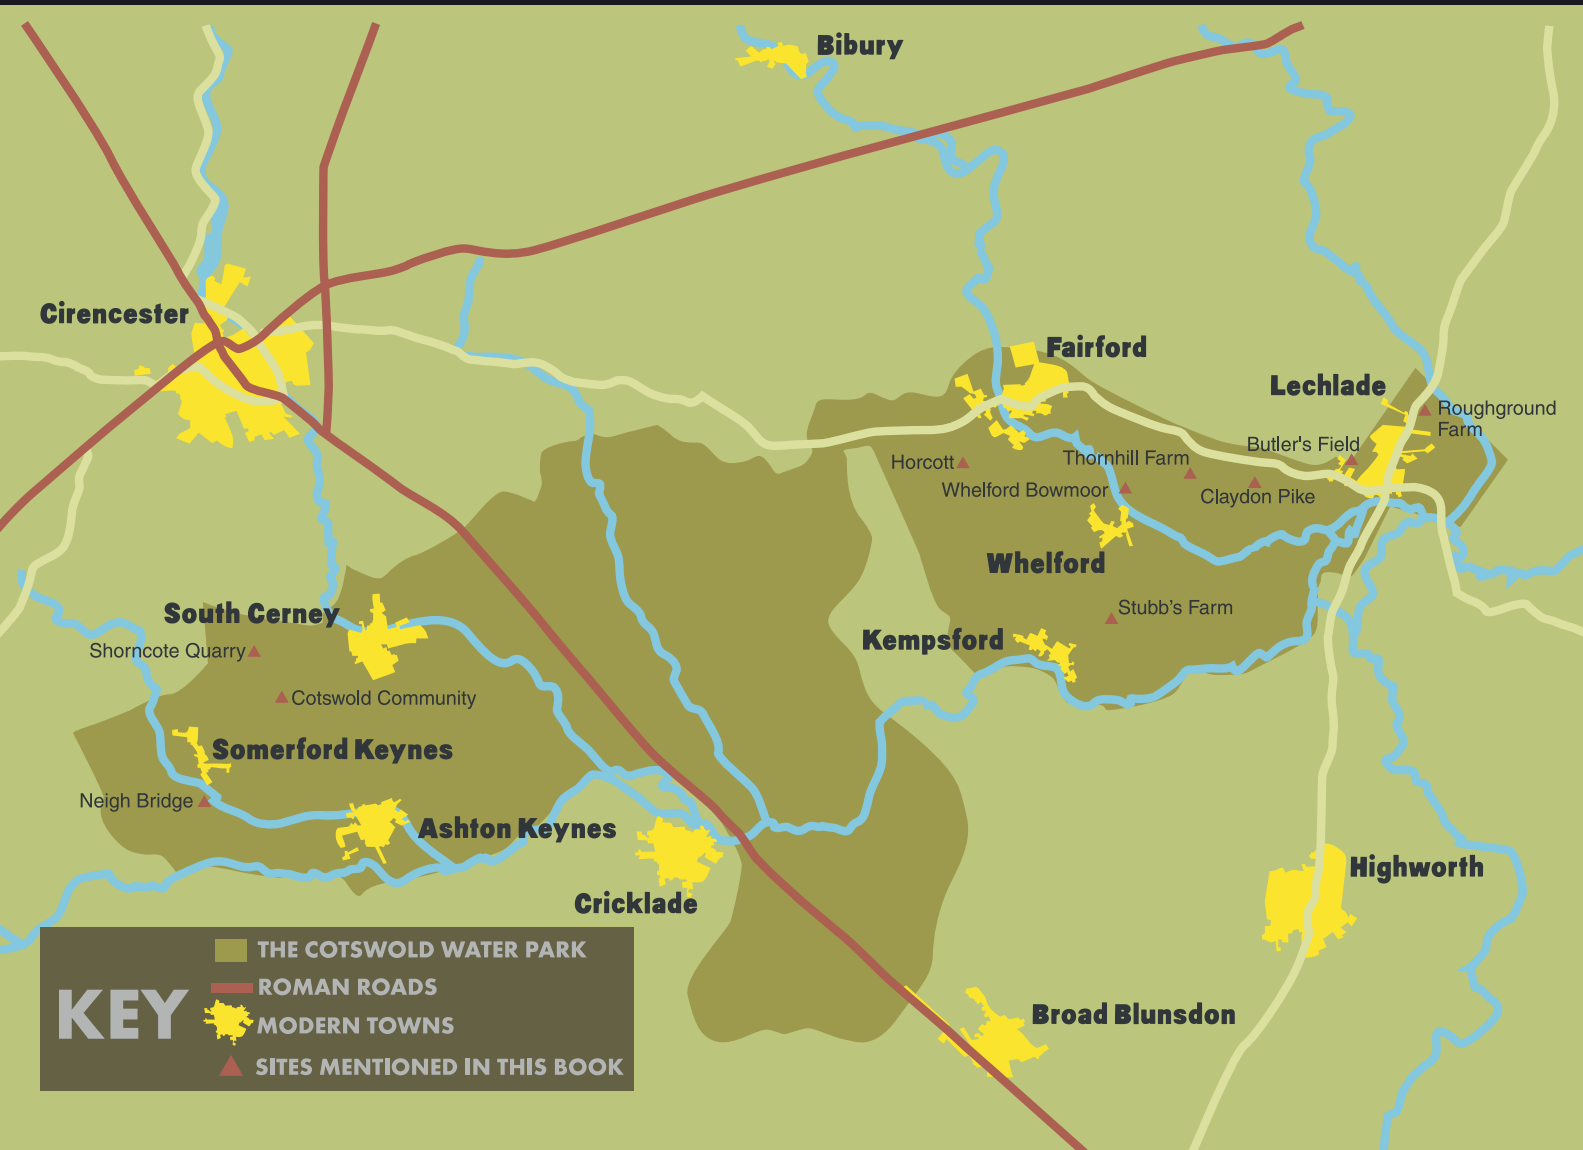 Bibury
Cirencester
Fairford
Lechlade
Roughground
Farm
Butler's Field
Horcott
Thornhill Farm
Whelford Bowmoor
Claydon Pike
Whelford
South Cerney
Stubb's Farm
Kempsford
Shorncote Quarry
Cotswold Community
Somerford Keynes
Neigh Bridge
Ashton Keynes
Highworth
Cricklade
Broad Blunsdon
KEY
THE COTSWOLD WATER PARK
ROMAN ROADS
MODERN TOWNS
SITES MENTIONED IN THIS BOOK